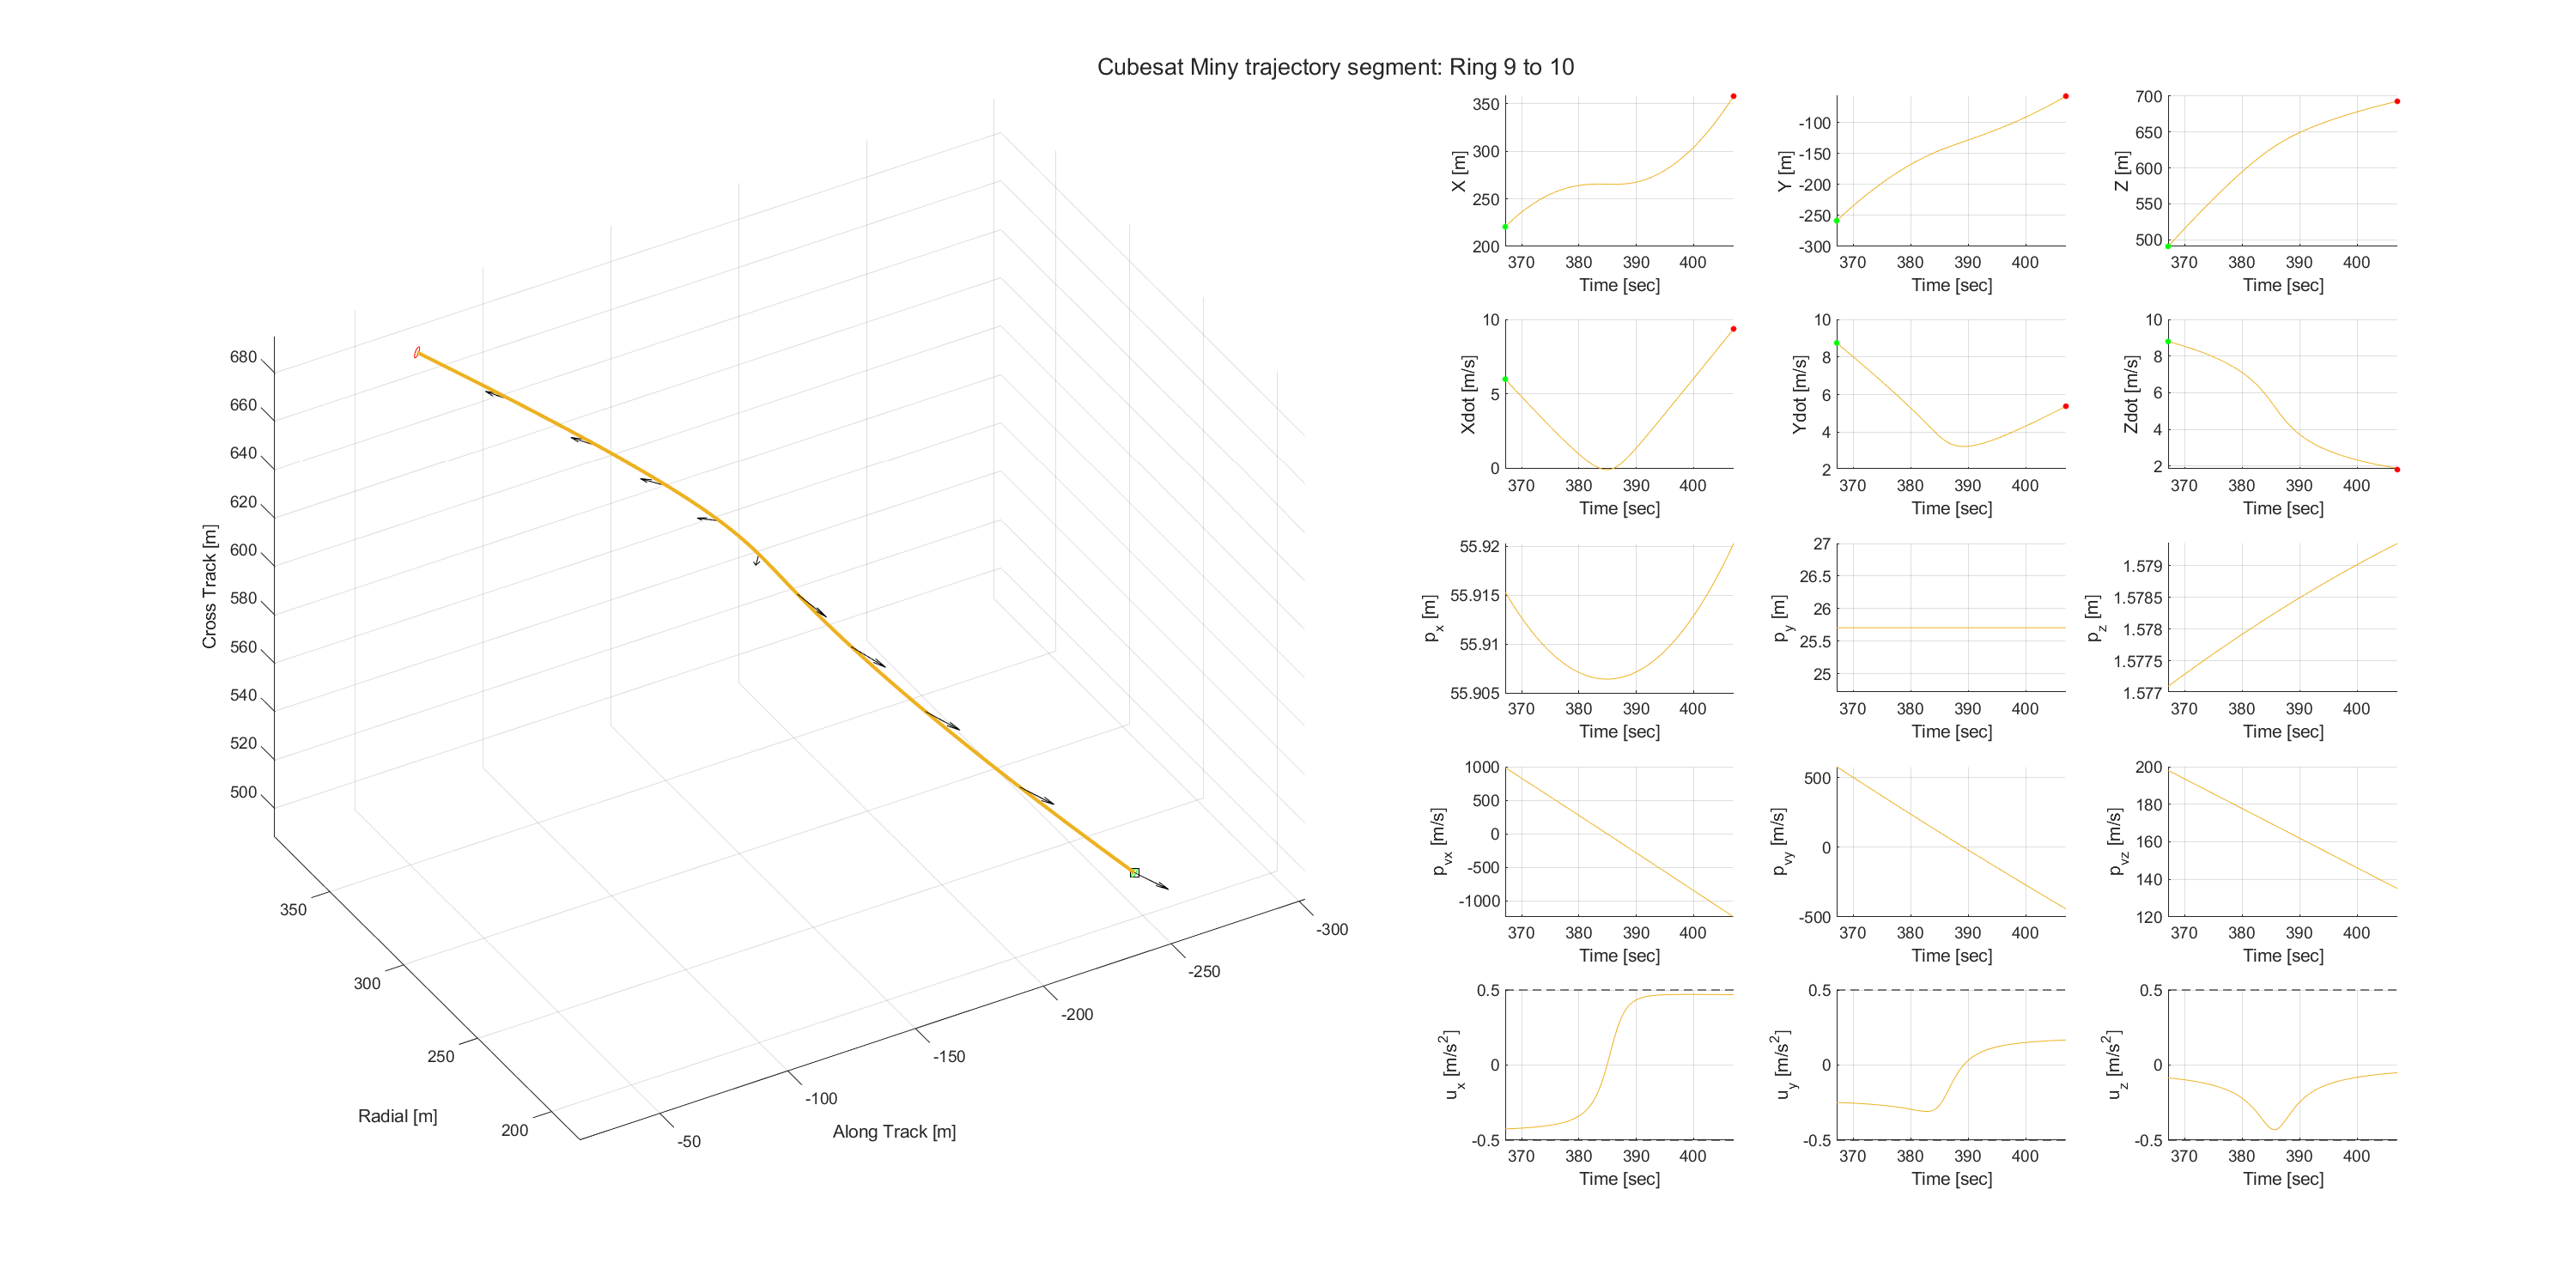 Cubesat Miny trajectory segment: Ring 9 to 10
680
660
640
620
600
580
560
540
520
500
Cross Track [m]
350
300
250
200
Radial [m]
-50
-100
-150
-200
-250
-300
Along Track [m]
350
300
250
200
X [m]
370 380 390 400
Time [sec]
-100
-150
-200
-250
-300
Y [m]
370 380 390 400
Time [sec]
700
650
600
550
500
Z [m]
370 380 390 400
Time [sec]
10
5
0
Xdot [m/s]
370 380 390 400
Time [sec]
10
8
6
4
2
Ydot [m/s]
370 380 390 400
Time [sec]
10
8
6
4
2
Zdot [m/s]
370 380 390 400
Time [sec]
55.92
55.915
55.91
55.905
p_x [m]
370 380 390 400
Time [sec]
27
26.5
26
25.5
25
p_y [m]
370 380 390 400
Time [sec]
1.579
1.5785
1.578
1.5775
1.577
p_z [m]
370 380 390 400
Time [sec]
1000
500
0
-500
-1000
p_vx [m/s]
370 380 390 400
Time [sec]
500
0
-500
p_vy [m/s]
370 380 390 400
Time [sec]
200
180
160
140
120
p_vz [m/s]
370 380 390 400
Time [sec]
0.5
0
-0.5
u_x [m/s²]
370 380 390 400
Time [sec]
0.5
0
-0.5
u_y [m/s²]
370 380 390 400
Time [sec]
0.5
0
-0.5
u_z [m/s²]
370 380 390 400
Time [sec]